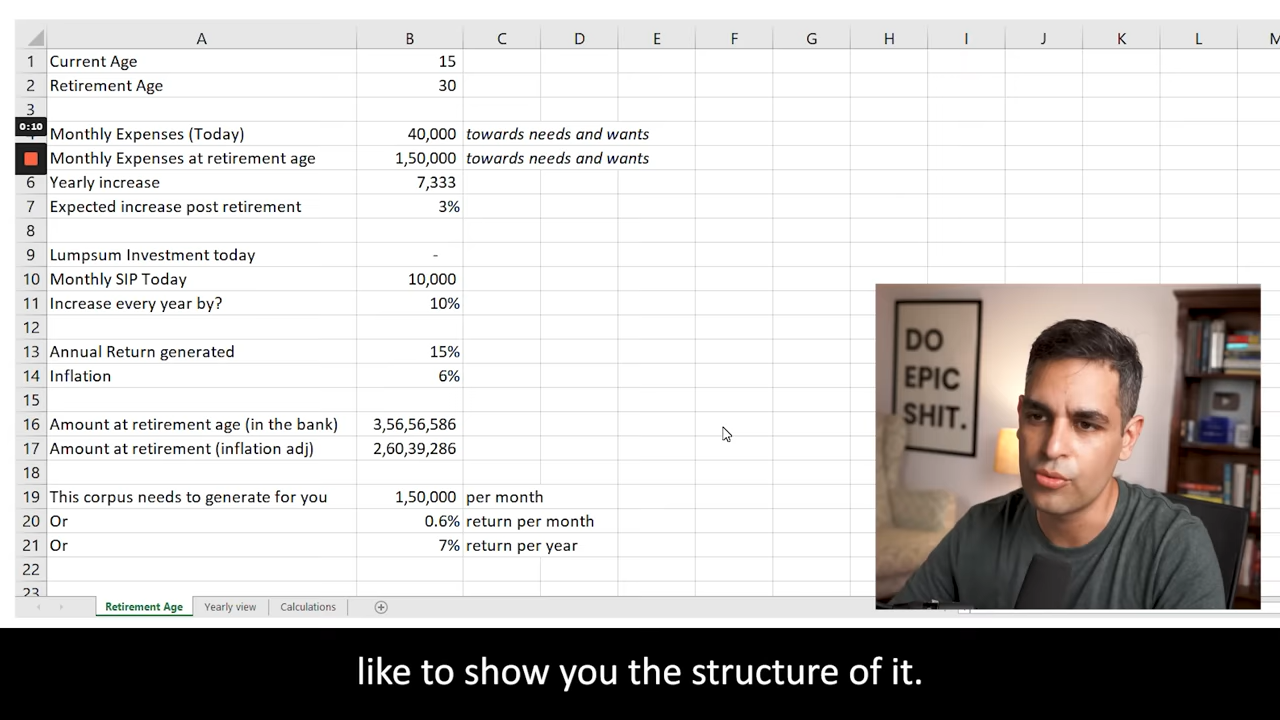 A B C D E F G H I J K L M
1 Current Age 15
2 Retirement Age 30
3
0:10
Monthly Expenses (Today) 40,000 towards needs and wants
Monthly Expenses at retirement age 1,50,000 towards needs and wants
6 Yearly increase 7,333
7 Expected increase post retirement 3%
8
9 Lumpsum Investment today -
10 Monthly SIP Today 10,000
11 Increase every year by? 10%
12
13 Annual Return generated 15%
14 Inflation 6%
15
16 Amount at retirement age (in the bank) 3,56,56,586
17 Amount at retirement (inflation adj) 2,60,39,286
18
19 This corpus needs to generate for you 1,50,000 per month
20 Or 0.6% return per month
21 Or 7% return per year
22
23
Retirement Age Yearly view Calculations
DO
EPIC
SHIT.
like to show you the structure of it.